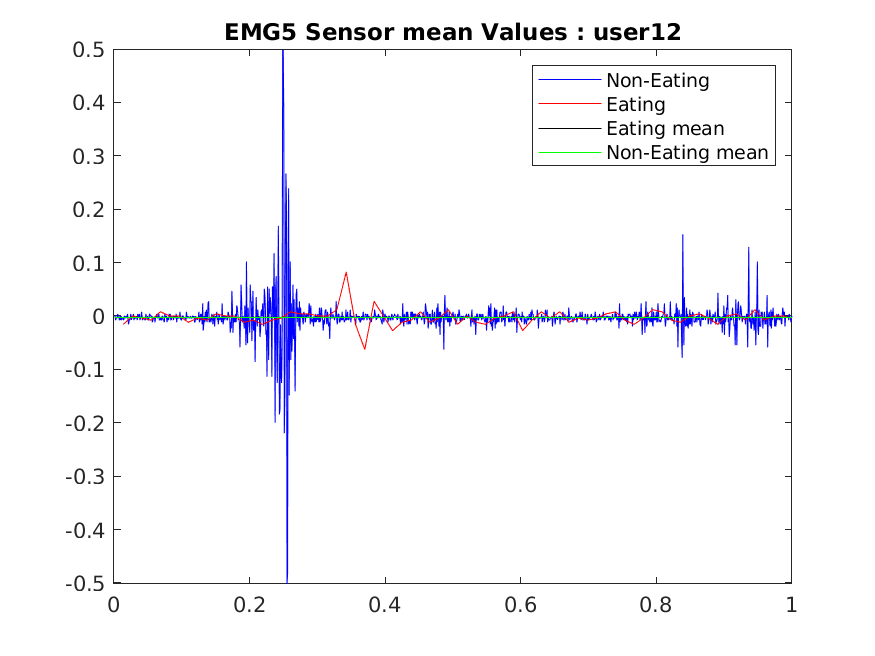 EMG5 Sensor mean Values : user12
0.5
0.4
0.3
0.2
0.1
0
-0.1
-0.2
-0.3
-0.4
-0.5
Non-Eating
Eating
Eating mean
Non-Eating mean
0 0.2 0.4 0.6 0.8 1